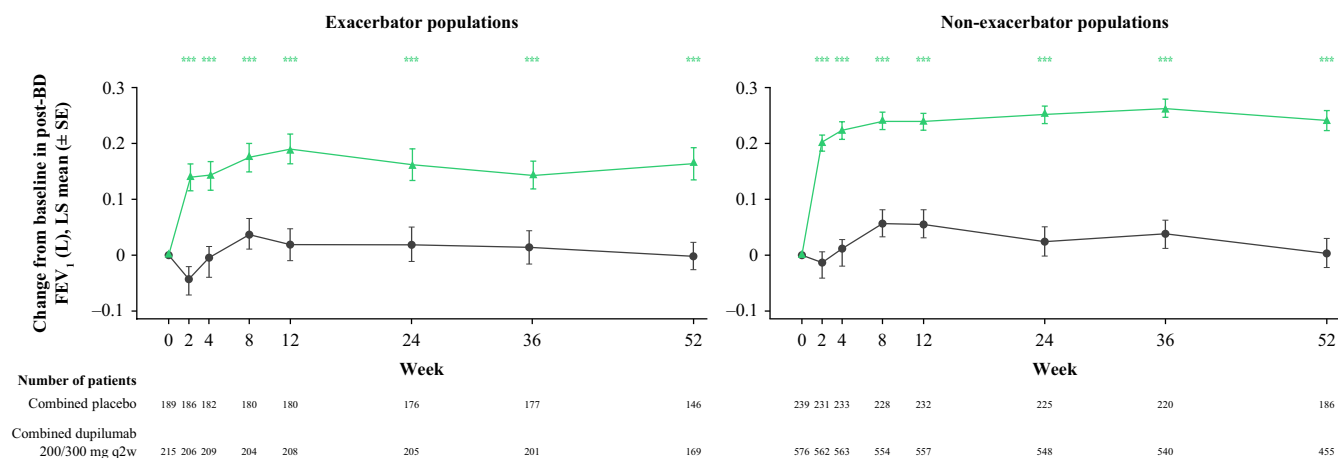 Exacerbator populations
Non-exacerbator populations
*** *** *** *** *** *** ***
*** *** *** *** *** *** ***
Change from baseline in post-BD
FEV1 (L), LS mean (± SE)
0.3
0.2
0.1
0
–0.1
0 2 4 8 12 24 36 52
Week
0.3
0.2
0.1
0
–0.1
0 2 4 8 12 24 36 52
Week
Number of patients
Combined placebo 189 186 182 180 180 176 177 146 239 231 233 228 232 225 220 186
Combined dupilumab
200/300 mg q2w 215 206 209 204 208 205 201 169 576 562 563 554 557 548 540 455